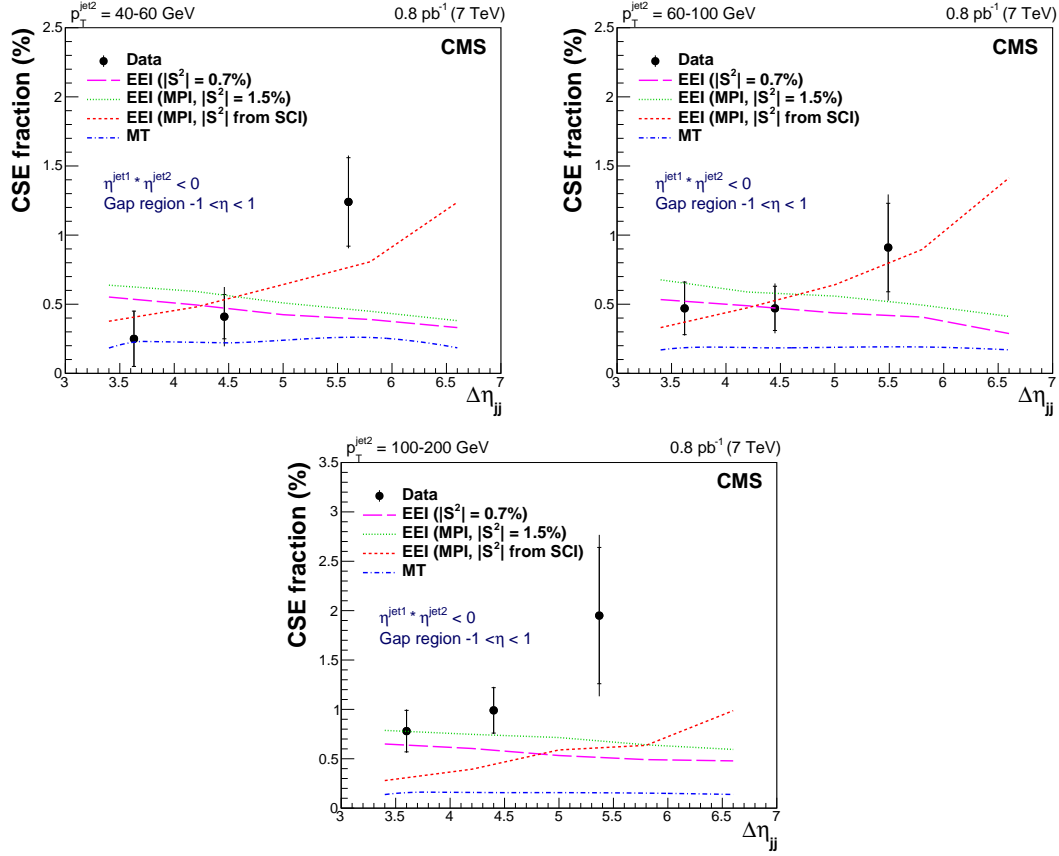 p_T^jet2 = 40-60 GeV 0.8 pb⁻¹ (7 TeV)
CMS
Data
EEI (|S²| = 0.7%)
EEI (MPI, |S²| = 1.5%)
EEI (MPI, |S²| from SCI)
MT
η^jet1 * η^jet2 < 0
Gap region -1 <η < 1
CSE fraction (%)
2.5
2
1.5
1
0.5
0
3 3.5 4 4.5 5 5.5 6 6.5 7
Δη_jj
p_T^jet2 = 60-100 GeV 0.8 pb⁻¹ (7 TeV)
CMS
Data
EEI (|S²| = 0.7%)
EEI (MPI, |S²| = 1.5%)
EEI (MPI, |S²| from SCI)
MT
η^jet1 * η^jet2 < 0
Gap region -1 <η < 1
CSE fraction (%)
2.5
2
1.5
1
0.5
0
3 3.5 4 4.5 5 5.5 6 6.5 7
Δη_jj
p_T^jet2 = 100-200 GeV 0.8 pb⁻¹ (7 TeV)
CMS
Data
EEI (|S²| = 0.7%)
EEI (MPI, |S²| = 1.5%)
EEI (MPI, |S²| from SCI)
MT
η^jet1 * η^jet2 < 0
Gap region -1 <η < 1
CSE fraction (%)
3.5
3
2.5
2
1.5
1
0.5
0
3 3.5 4 4.5 5 5.5 6 6.5 7
Δη_jj